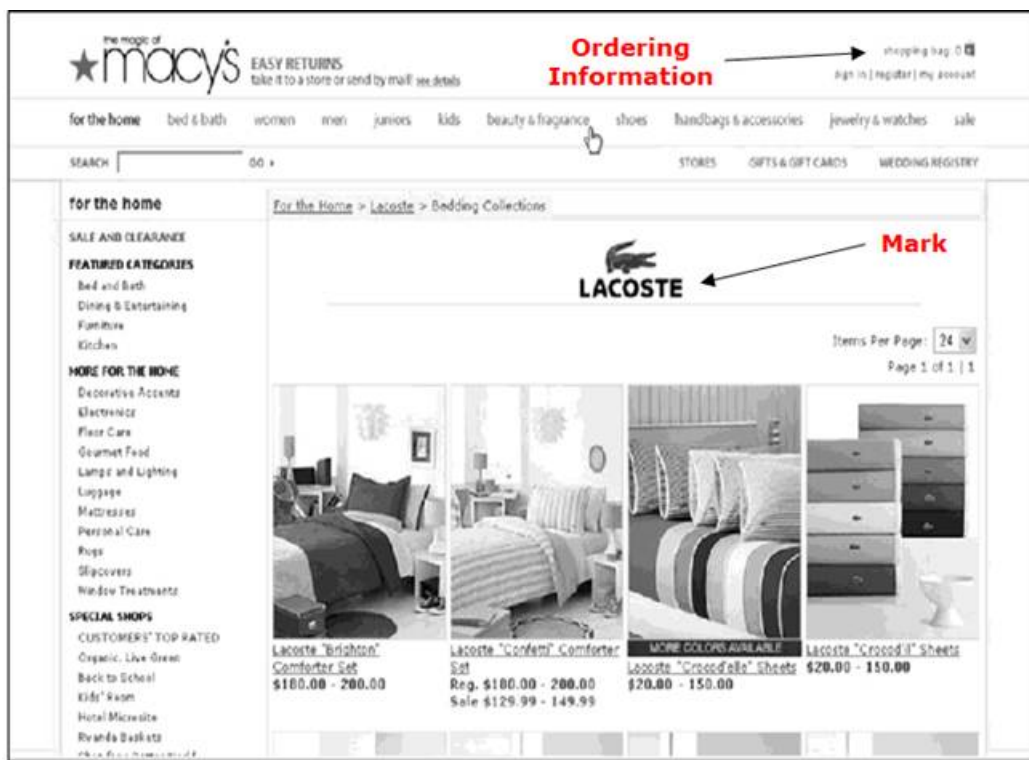 the magic of
macy's
EASY RETURNS
take it to a store or send by mail! see details
Ordering
Information
shopping bag: 0
sign in | register | my account
for the home bed & bath women men juniors kids beauty & fragrance shoes handbags & accessories jewelry & watches sale
SEARCH GO STORES GIFTS & GIFT CARDS WEDDING REGISTRY
for the home
For the Home > Lacoste > Bedding Collections
SALE AND CLEARANCE
FEATURED CATEGORIES
Bed and Bath
Dining & Entertaining
Furniture
Kitchen
MORE FOR THE HOME
Decorative Accents
Electronics
Floor Care
Gourmet Food
Lamps and Lighting
Luggage
Mattresses
Personal Care
Rugs
Slipcovers
Window Treatments
SPECIAL SHOPS
CUSTOMERS' TOP RATED
Organic. Live Green
Back to School
Kids' Room
Hotel Microsite
Rwanda Baskets
Mark
LACOSTE
Items Per Page: 24
Page 1 of 1 | 1
Lacoste "Brighton"
Comforter Set
$180.00 - 200.00
Lacoste "Confetti" Comforter
Set
Reg. $180.00 - 200.00
Sale $129.99 - 149.99
MORE COLORS AVAILABLE
Lacoste "Crocod'elle" Sheets
$20.00 - 150.00
Lacoste "Crocod'il" Sheets
$20.00 - 150.00